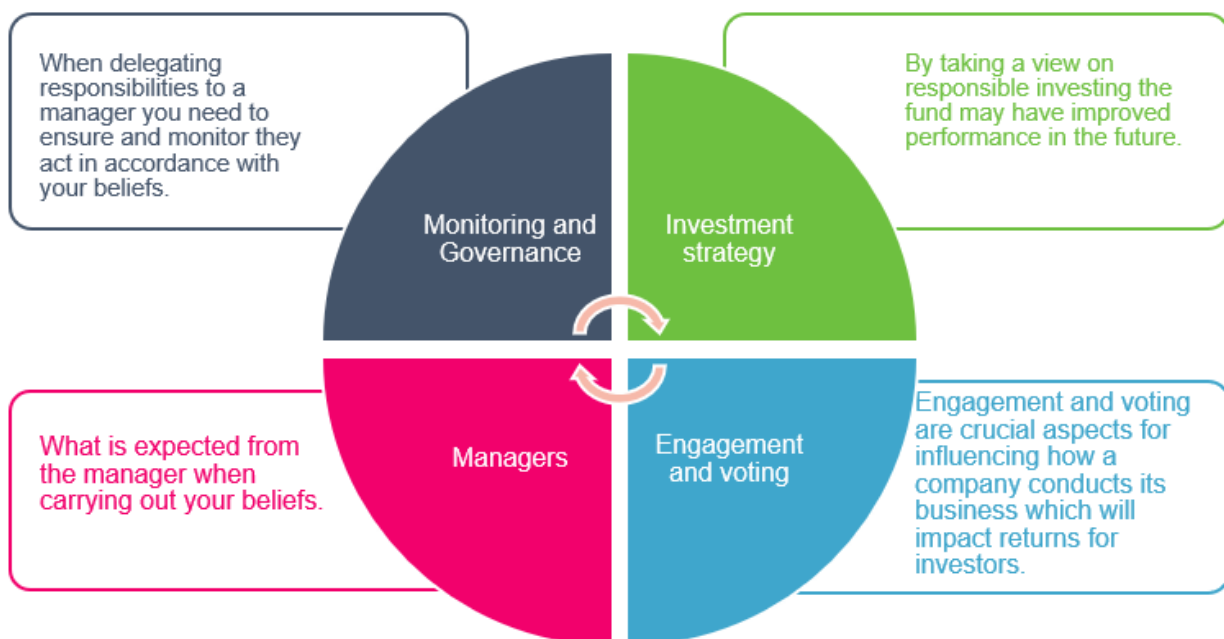 When delegating
responsibilities to a
manager you need to
ensure and monitor they
act in accordance with
your beliefs.
Monitoring and
Governance
Investment
strategy
By taking a view on
responsible investing the
fund may have improved
performance in the future.
What is expected from
the manager when
carrying out your beliefs.
Managers
Engagement
and voting
Engagement and voting
are crucial aspects for
influencing how a
company conducts its
business which will
impact returns for
investors.